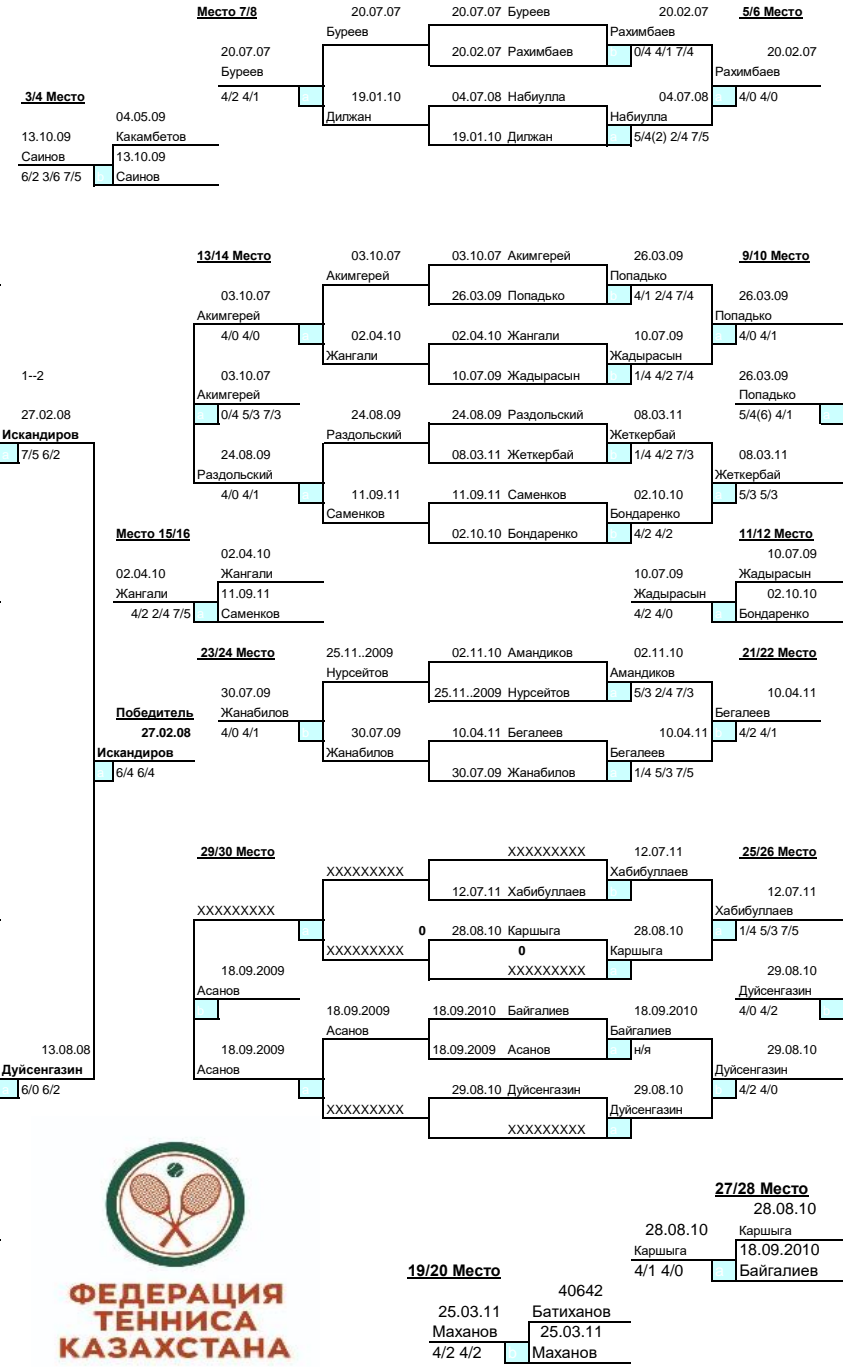 Место 7/8 20.07.07 20.07.07 Буреев 20.02.07 5/6 Место
Буреев Рахимбаев
20.07.07 20.02.07 Рахимбаев 0/4 4/1 7/4 20.02.07
Буреев Рахимбаев
3/4 Место 4/2 4/1 19.01.10 04.07.08 Набиулла 04.07.08 4/0 4/0
04.05.09 Дилжан Набиулла
13.10.09 Какамбетов 19.01.10 Дилжан 5/4(2) 2/4 7/5
Саинов 13.10.09
6/2 3/6 7/5 Саинов
13/14 Место 03.10.07 03.10.07 Акимгерей 26.03.09 9/10 Место
Акимгерей Попадько
03.10.07 26.03.09 Попадько 4/1 2/4 7/4 26.03.09
Акимгерей Попадько
4/0 4/0 02.04.10 02.04.10 Жангали 10.07.09 4/0 4/1
Жангали Жадырасын
1--2 03.10.07 10.07.09 Жадырасын 1/4 4/2 7/4 26.03.09
Акимгерей Попадько
27.02.08 0/4 5/3 7/3 24.08.09 24.08.09 Раздольский 08.03.11 5/4(6) 4/1
Искандиров Раздольский Жеткербай
7/5 6/2 24.08.09 08.03.11 Жеткербай 1/4 4/2 7/3 08.03.11
Раздольский Жеткербай
4/0 4/1 11.09.11 11.09.11 Саменков 02.10.10 5/3 5/3
Саменков Бондаренко
Место 15/16 02.10.10 Бондаренко 4/2 4/2 11/12 Место
02.04.10 10.07.09
02.04.10 Жангали 10.07.09 Жадырасын
Жангали 11.09.11 Жадырасын 02.10.10
4/2 2/4 7/5 Саменков 4/2 4/0 Бондаренко
23/24 Место 25.11..2009 02.11.10 Амандиков 02.11.10 21/22 Место
Нурсейтов Амандиков
30.07.09 25.11..2009 Нурсейтов 5/3 2/4 7/3 10.04.11
Победитель Жанабилов Бегалеев
27.02.08 4/0 4/1 30.07.09 10.04.11 Бегалеев 10.04.11 4/2 4/1
Искандиров Жанабилов Бегалеев
6/4 6/4 30.07.09 Жанабилов 1/4 5/3 7/5
29/30 Место XXXXXXXXX 12.07.11 25/26 Место
XXXXXXXXX Хабибуллаев
12.07.11 Хабибуллаев 12.07.11
XXXXXXXXX Хабибуллаев
0 28.08.10 Каршыга 28.08.10 1/4 5/3 7/5
XXXXXXXXX 0 Каршыга
18.09.2009 XXXXXXXXX 29.08.10
Асанов Дуйсенгазин
18.09.2009 18.09.2010 Байгалиев 18.09.2010 4/0 4/2
Асанов Байгалиев
13.08.08 18.09.2009 18.09.2009 Асанов н/я 29.08.10
Дуйсенгазин Асанов Дуйсенгазин
6/0 6/2 29.08.10 Дуйсенгазин 29.08.10 4/2 4/0
XXXXXXXXX Дуйсенгазин
XXXXXXXXX
27/28 Место
28.08.10
28.08.10 Каршыга
Каршыга 18.09.2010
19/20 Место 4/1 4/0 Байгалиев
40642
25.03.11 Батиханов
Маханов 25.03.11
4/2 4/2 Маханов
ФЕДЕРАЦИЯ
ТЕННИСА
КАЗАХСТАНА